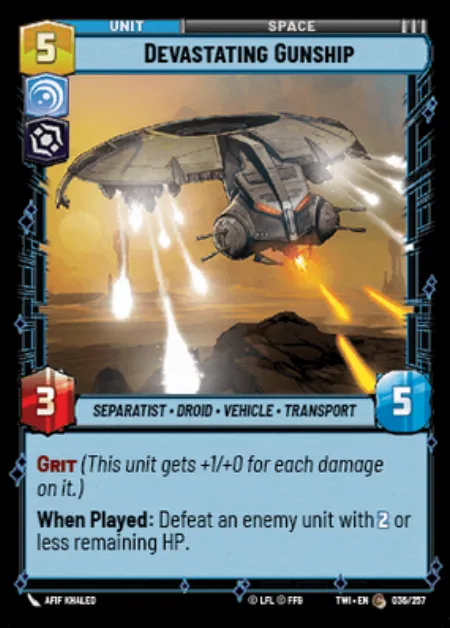 UNIT SPACE
5 DEVASTATING GUNSHIP
3 SEPARATIST • DROID • VEHICLE • TRANSPORT 5
GRIT (This unit gets +1/+0 for each damage
on it.)
When Played: Defeat an enemy unit with 2 or
less remaining HP.
AFIF KHALED © LFL © FFG TWI • EN 036/257